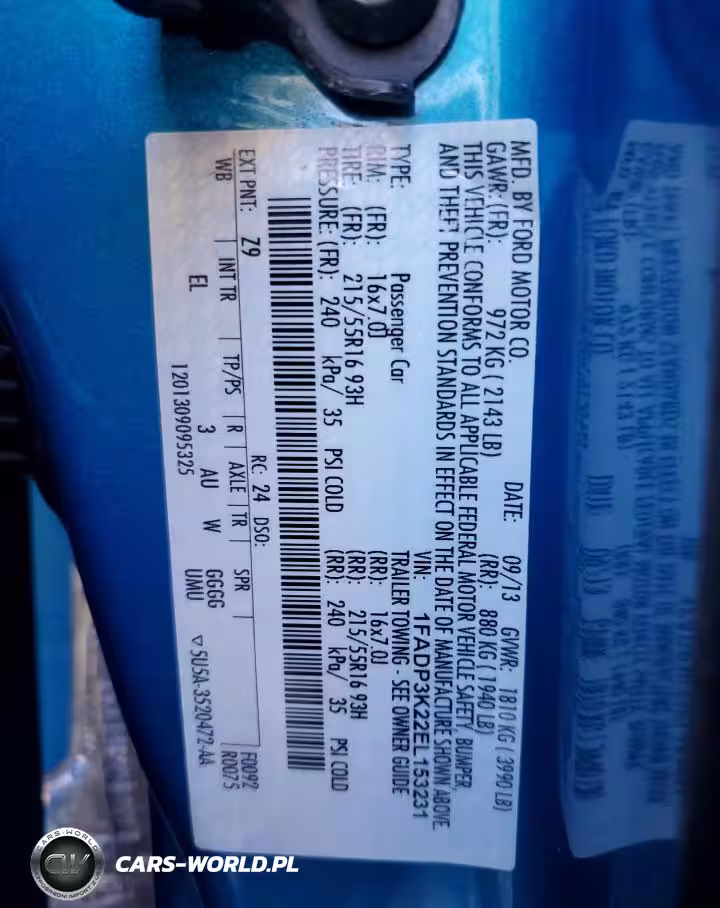 MFD. BY FORD MOTOR CO. DATE: 09/13 GVWR: 1810 KG ( 3990 LB)
GAWR: (FR): 972 KG ( 2143 LB) (RR): 880 KG ( 1940 LB)
THIS VEHICLE CONFORMS TO ALL APPLICABLE FEDERAL MOTOR VEHICLE SAFETY, BUMPER,
AND THEFT PREVENTION STANDARDS IN EFFECT ON THE DATE OF MANUFACTURE SHOWN ABOVE.
VIN: 1FADP3K22EL153231
TYPE: Passenger Car TRAILER TOWING - SEE OWNER GUIDE
RIM: (FR): 16x7.0J (RR): 16x7.0J
TIRE: (FR): 215/55R16 93H (RR): 215/55R16 93H
PRESSURE: (FR): 240 kPa/ 35 PSI COLD (RR): 240 kPa/ 35 PSI COLD
RC: 24 DSO: F0092
EXT PNT: Z9 R0075
WB INT TR TP/PS R AXLE TR SPR
EL 3 AU W GGGG
UMU
1201309095325 ▽5U5A-3520472-AA
CARS-WORLD
CW
CARS-WORLD.PL